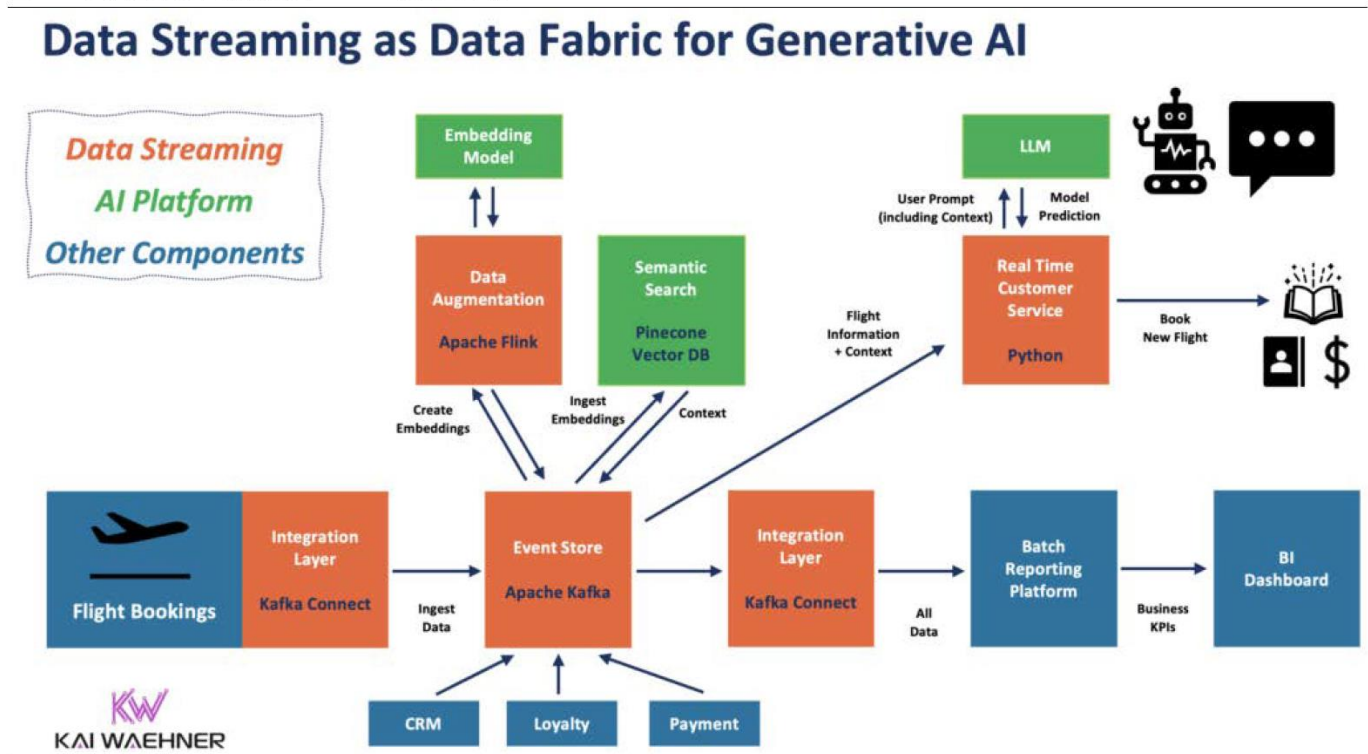 Data Streaming as Data Fabric for Generative AI
Data Streaming
AI Platform
Other Components
Embedding
Model
LLM
User Prompt
(including Context)
Model
Prediction
Data
Augmentation
Apache Flink
Semantic
Search
Pinecone
Vector DB
Real Time
Customer
Service
Python
Flight
Information
+ Context
Book
New Flight
Create
Embeddings
Ingest
Embeddings
Context
Flight Bookings
Integration
Layer
Kafka Connect
Ingest
Data
Event Store
Apache Kafka
Integration
Layer
Kafka Connect
All
Data
Batch
Reporting
Platform
Business
KPIs
BI
Dashboard
CRM
Loyalty
Payment
KW
KAI WAEHNER